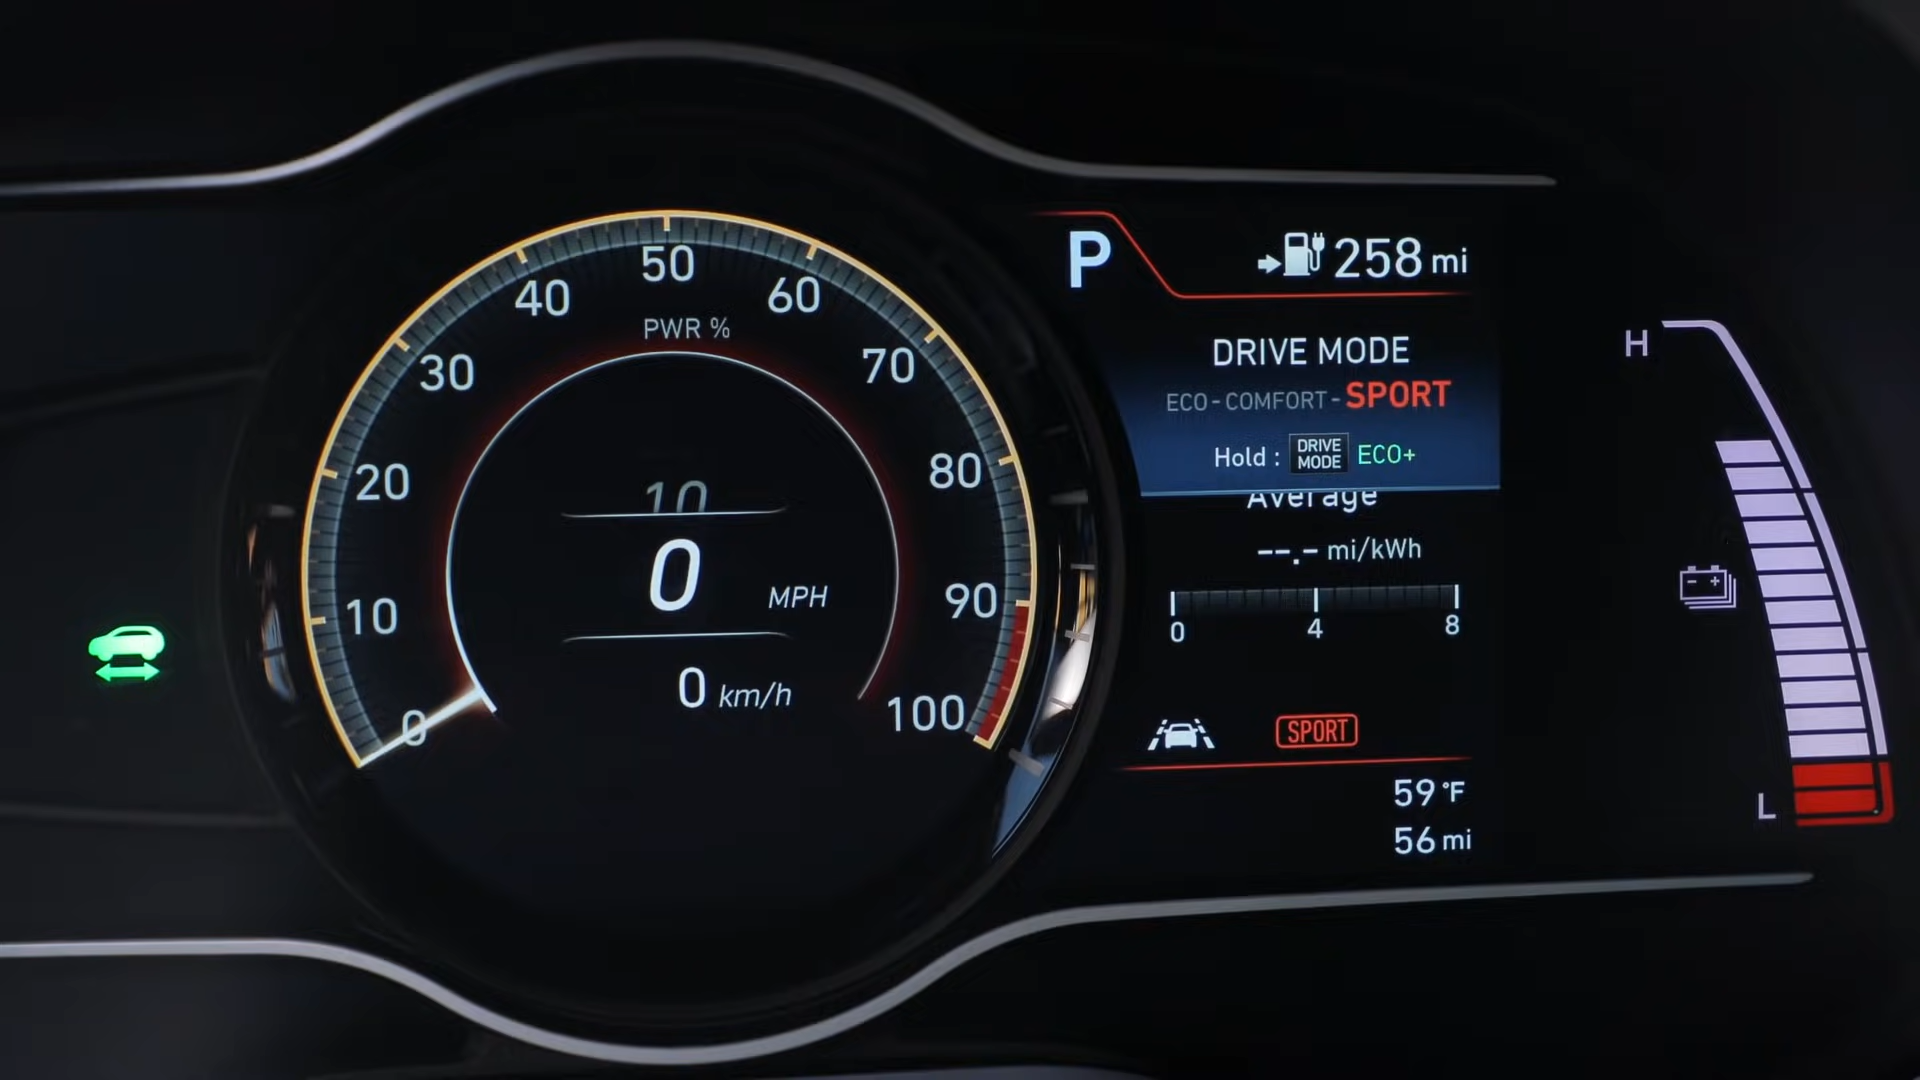 0
10
20
30
40
50
60
70
80
90
100
PWR %
10
0 MPH
0 km/h
P
258 mi
DRIVE MODE
ECO - COMFORT - SPORT
Hold : DRIVE MODE ECO+
Average
--.- mi/kWh
0 4 8
SPORT
59 °F
56 mi
H
L